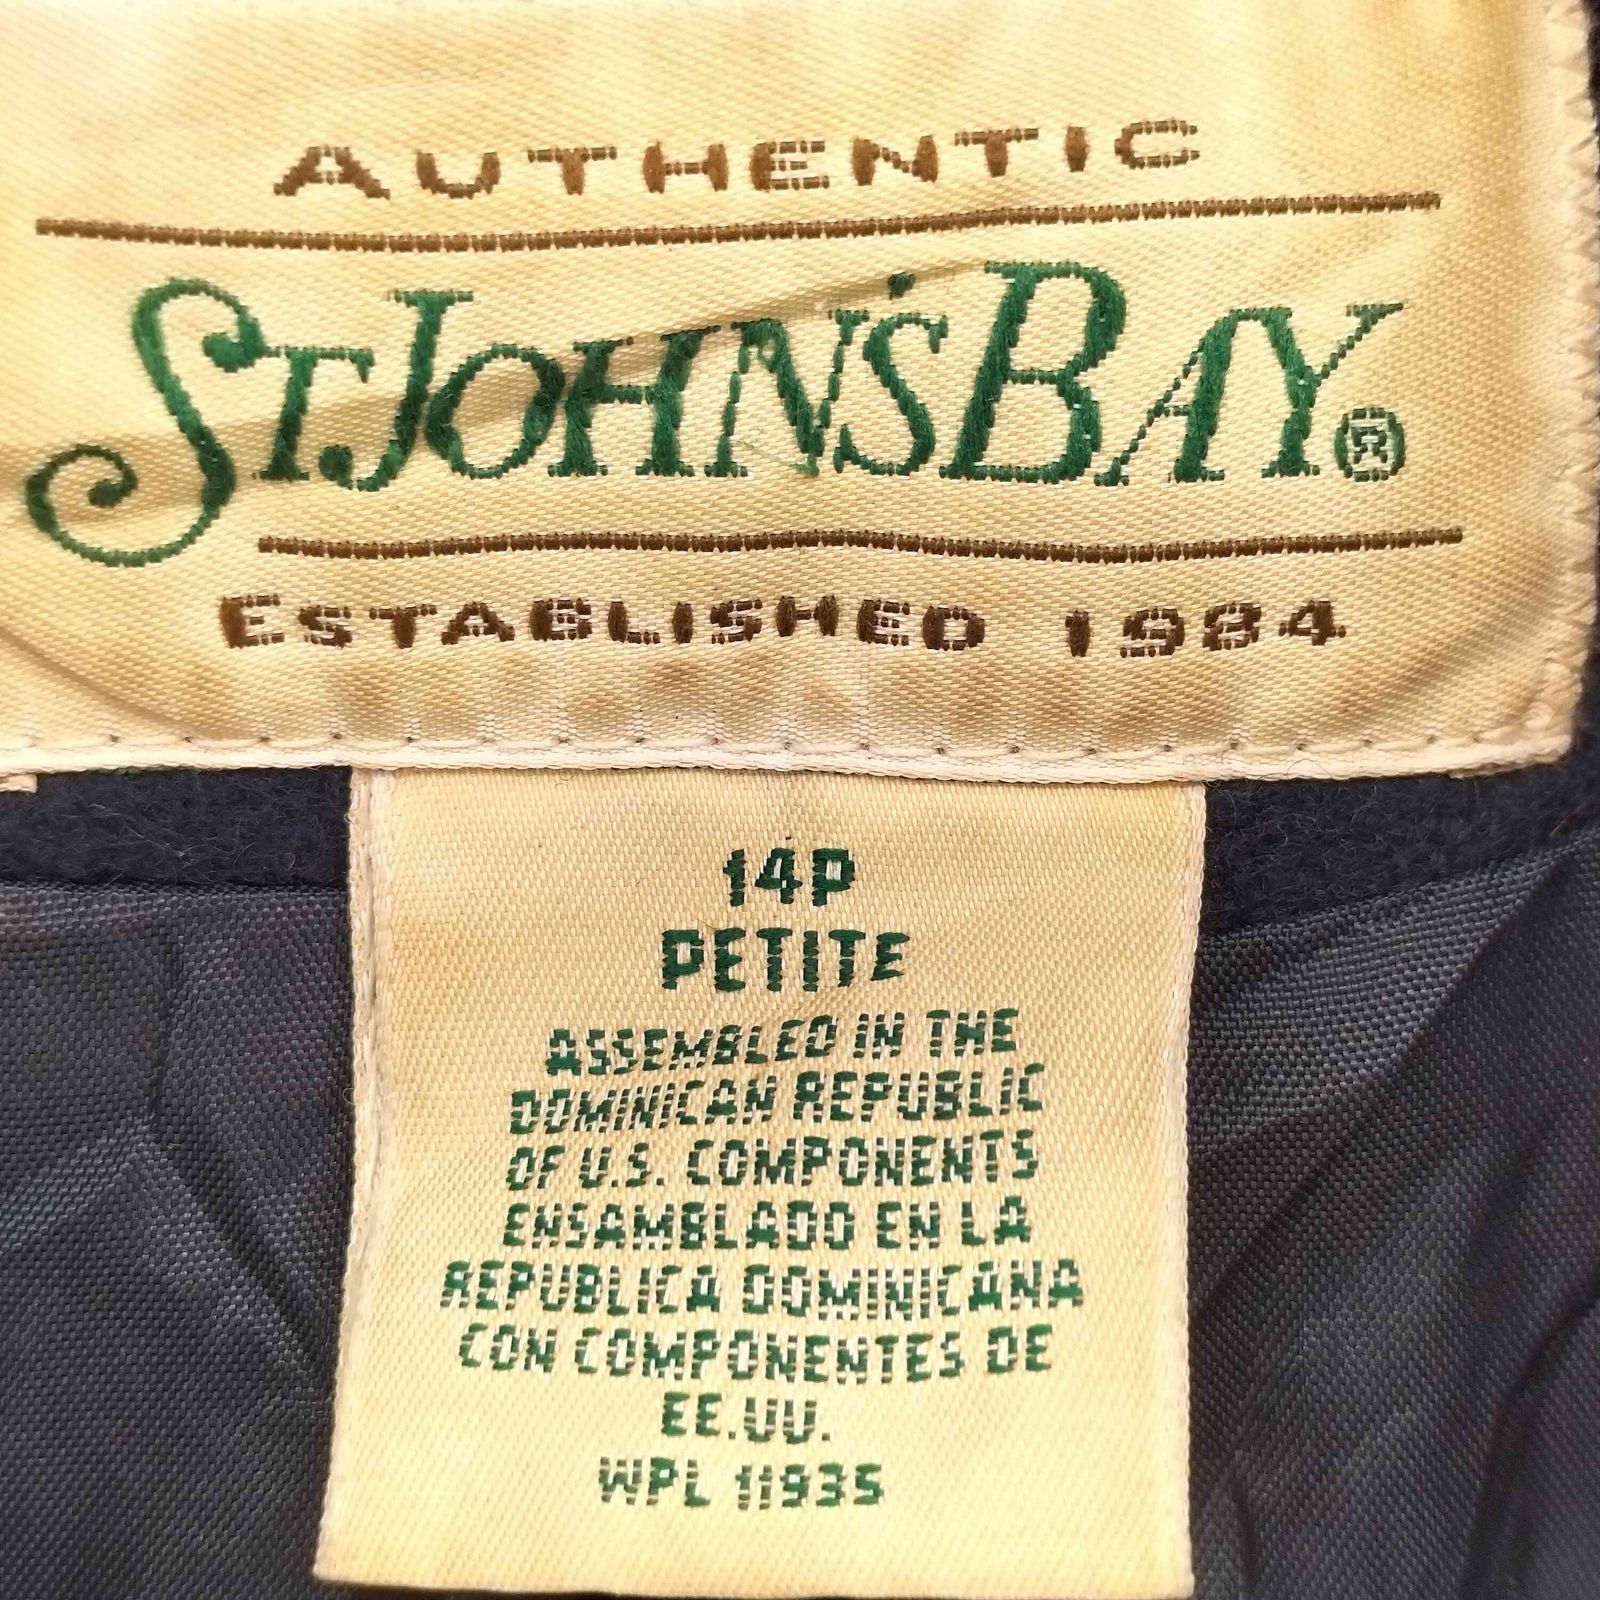 AUTHENTIC
ST JOHN'S BAY®
ESTABLISHED 1984
14P
PETITE
ASSEMBLED IN THE
DOMINICAN REPUBLIC
OF U.S. COMPONENTS
ENSAMBLADO EN LA
REPUBLICA DOMINICANA
CON COMPONENTES DE
EE.UU.
WPL 11935